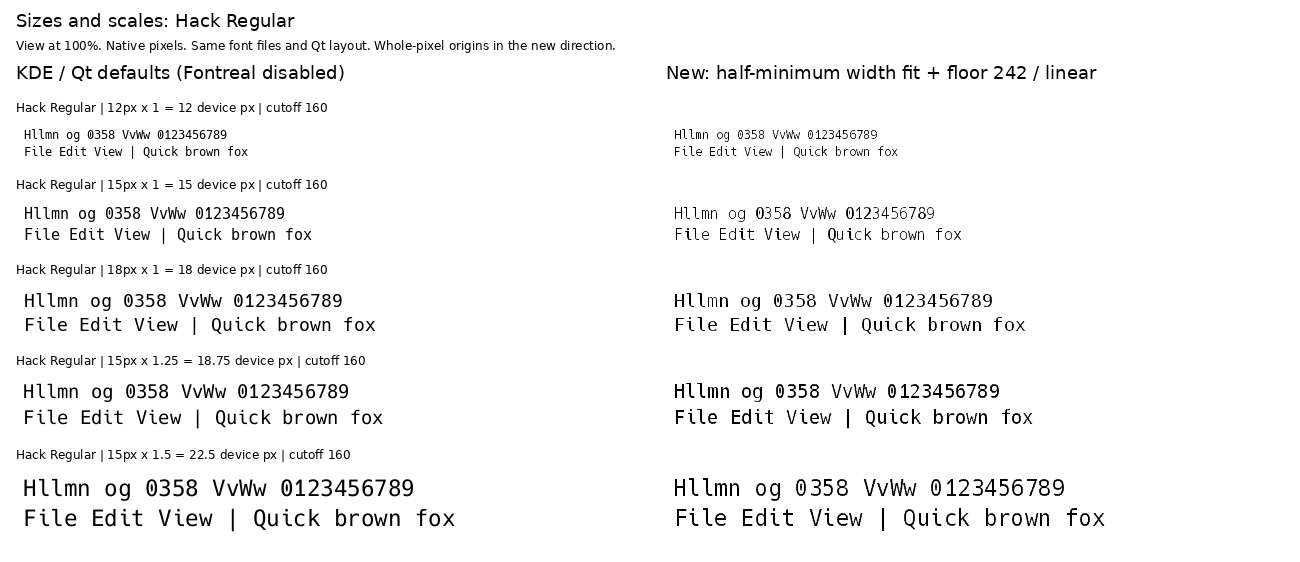 Sizes and scales: Hack Regular
View at 100%. Native pixels. Same font files and Qt layout. Whole-pixel origins in the new direction.
KDE / Qt defaults (Fontreal disabled)
New: half-minimum width fit + floor 242 / linear
Hack Regular | 12px x 1 = 12 device px | cutoff 160
Hllmn og 0358 VvWw 0123456789
File Edit View | Quick brown fox
Hllmn og 0358 VvWw 0123456789
File Edit View | Quick brown fox
Hack Regular | 15px x 1 = 15 device px | cutoff 160
Hllmn og 0358 VvWw 0123456789
File Edit View | Quick brown fox
Hllmn og 0358 VvWw 0123456789
File Edit View | Quick brown fox
Hack Regular | 18px x 1 = 18 device px | cutoff 160
Hllmn og 0358 VvWw 0123456789
File Edit View | Quick brown fox
Hllmn og 0358 VvWw 0123456789
File Edit View | Quick brown fox
Hack Regular | 15px x 1.25 = 18.75 device px | cutoff 160
Hllmn og 0358 VvWw 0123456789
File Edit View | Quick brown fox
Hllmn og 0358 VvWw 0123456789
File Edit View | Quick brown fox
Hack Regular | 15px x 1.5 = 22.5 device px | cutoff 160
Hllmn og 0358 VvWw 0123456789
File Edit View | Quick brown fox
Hllmn og 0358 VvWw 0123456789
File Edit View | Quick brown fox